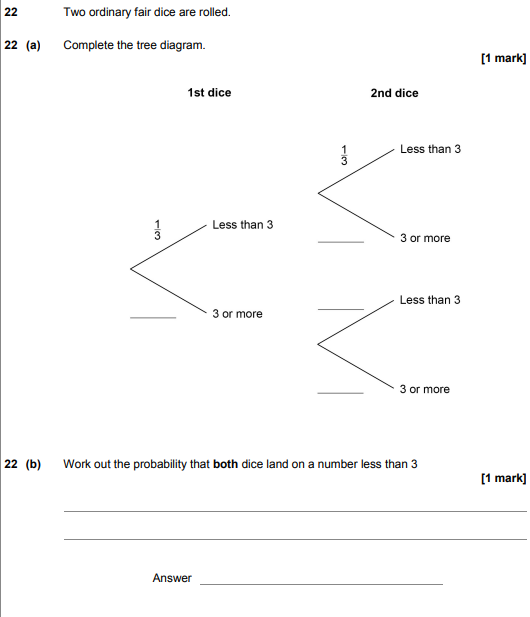 22 Two ordinary fair dice are rolled.
22 (a) Complete the tree diagram.
[1 mark]
1st dice 2nd dice
1/3 Less than 3
3 or more
1/3 Less than 3
3 or more
Less than 3
3 or more
22 (b) Work out the probability that both dice land on a number less than 3
[1 mark]
Answer